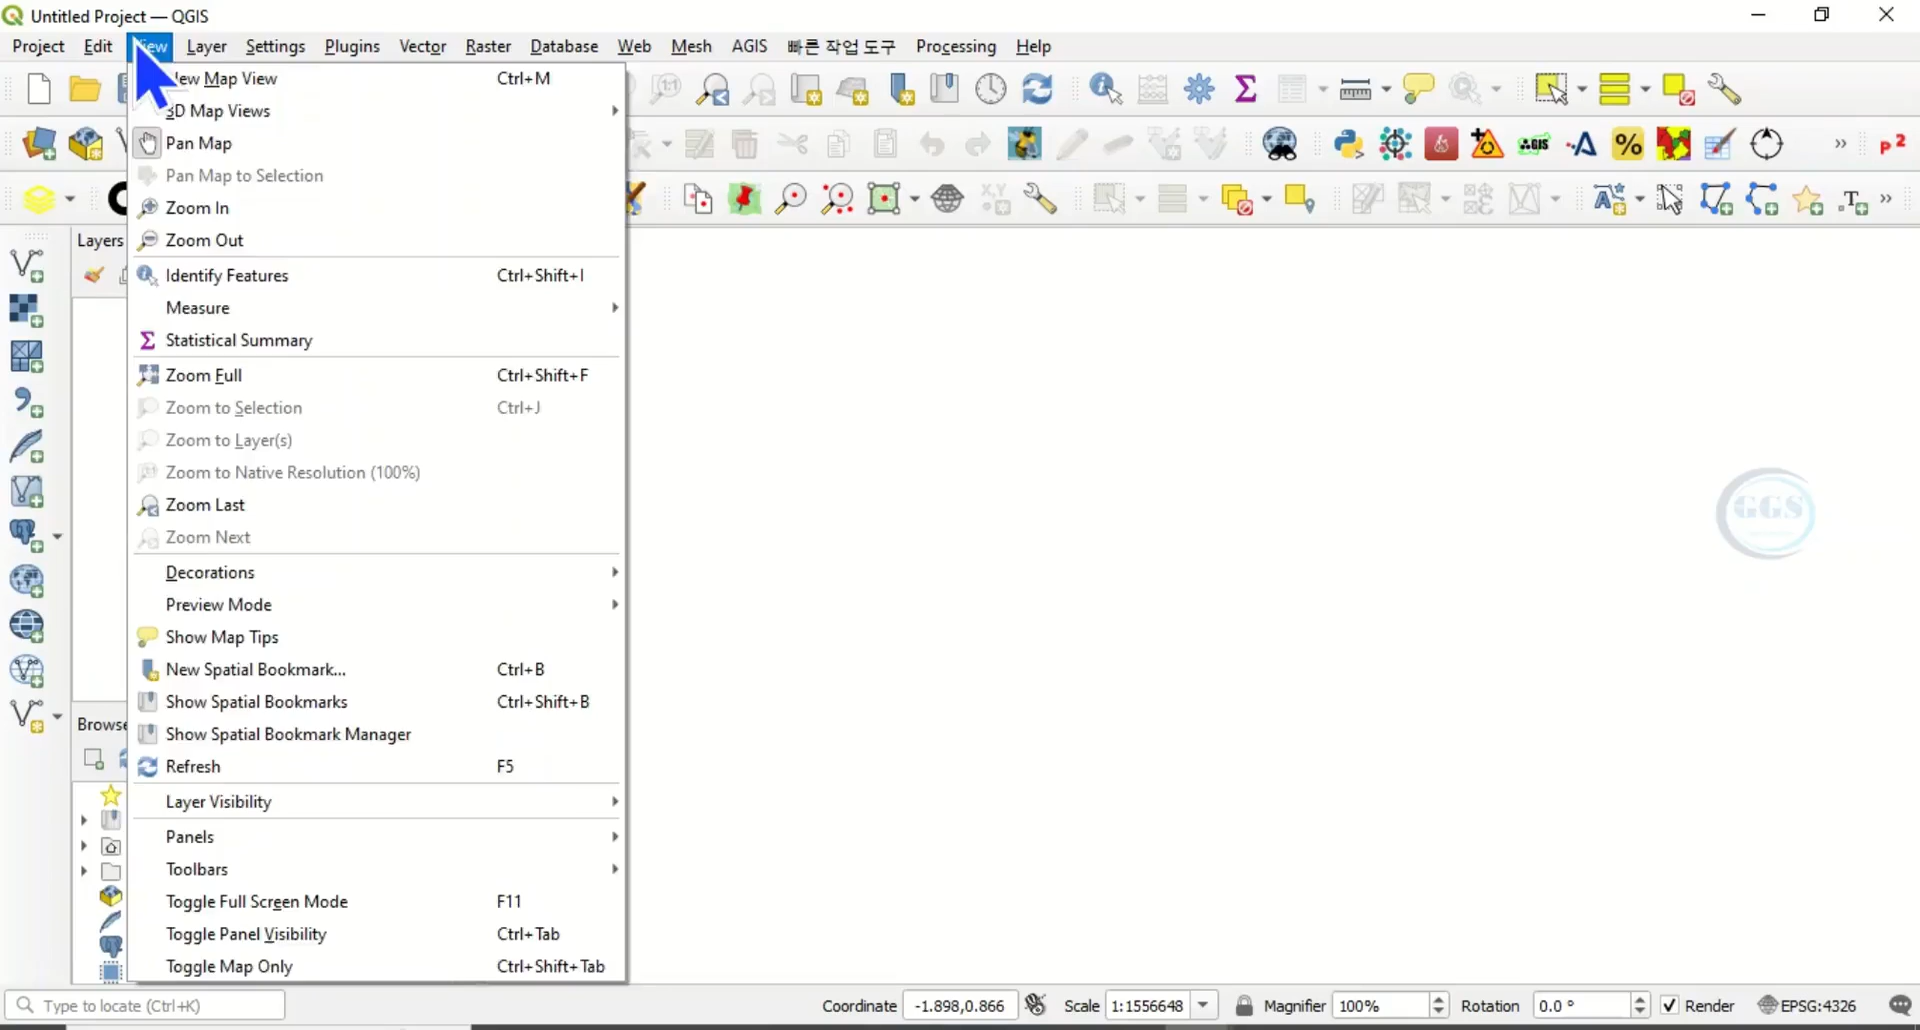 Untitled Project — QGIS
Project Edit View Layer Settings Plugins Vector Raster Database Web Mesh AGIS 빠른 작업 도구 Processing Help
Map View Ctrl+M
3D Map Views
Pan Map
Pan Map to Selection
Zoom In
Zoom Out
Layers
Identify Features Ctrl+Shift+I
Measure
Statistical Summary
Zoom Full Ctrl+Shift+F
Zoom to Selection Ctrl+J
Zoom to Layer(s)
Zoom to Native Resolution (100%)
Zoom Last
Zoom Next
Decorations
Preview Mode
Show Map Tips
New Spatial Bookmark... Ctrl+B
Show Spatial Bookmarks Ctrl+Shift+B
Browse
Show Spatial Bookmark Manager
Refresh F5
Layer Visibility
Panels
Toolbars
Toggle Full Screen Mode F11
Toggle Panel Visibility Ctrl+Tab
Toggle Map Only Ctrl+Shift+Tab
GGS
Type to locate (Ctrl+K) Coordinate -1.898,0.866 Scale 1:1556648 Magnifier 100% Rotation 0.0 ° Render EPSG:4326